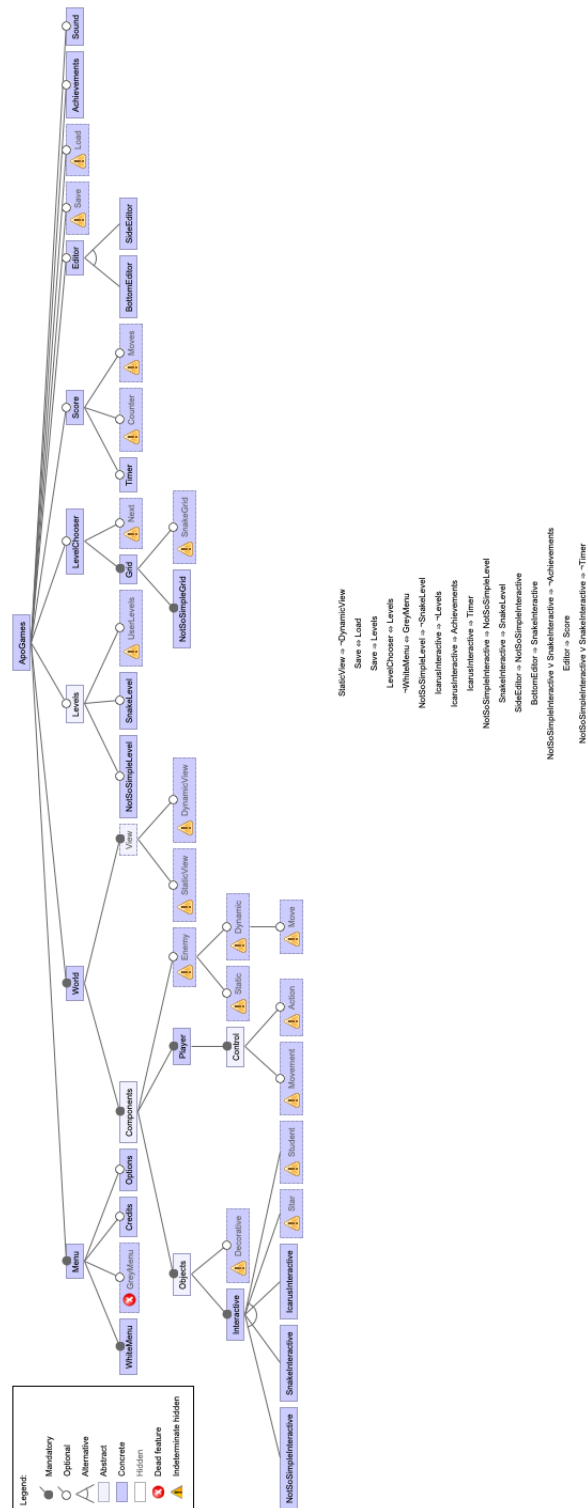 ApoGames
Menu
World
Levels
LevelChooser
Score
Editor
Save
Load
Achievements
Sound
WhiteMenu
GreyMenu
Credits
Options
Components
View
NotSoSimpleLevel
SnakeLevel
UserLevels
Grid
Next
Timer
Counter
Moves
BottomEditor
SideEditor
Objects
Player
Enemy
StaticView
DynamicView
NotSoSimpleGrid
SnakeGrid
Interactive
Decorative
Control
Static
Dynamic
NotSoSimpleInteractive
SnakeInteractive
IcarusInteractive
Star
Student
Movement
Action
Move
Legend:
Mandatory
Optional
Alternative
Abstract
Concrete
Hidden
Dead feature
Indeterminate hidden
StaticView ⇒ ¬DynamicView
Save ⇔ Load
Save ⇒ Levels
LevelChooser ⇔ Levels
¬WhiteMenu ⇔ GreyMenu
NotSoSimpleLevel ⇒ ¬SnakeLevel
IcarusInteractive ⇒ ¬Levels
IcarusInteractive ⇒ Achievements
IcarusInteractive ⇒ Timer
NotSoSimpleInteractive ⇒ NotSoSimpleLevel
SnakeInteractive ⇒ SnakeLevel
SideEditor ⇒ NotSoSimpleInteractive
BottomEditor ⇒ SnakeInteractive
NotSoSimpleInteractive ∨ SnakeInteractive ⇒ ¬Achievements
Editor ⇒ Score
NotSoSimpleInteractive ∨ SnakeInteractive ⇒ ¬Timer